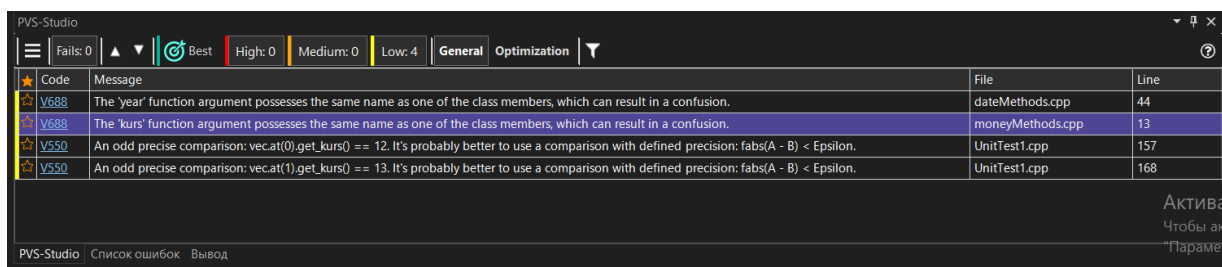 PVS-Studio
Fails: 0 Best High: 0 Medium: 0 Low: 4 General Optimization
Code Message File Line
V688 The 'year' function argument possesses the same name as one of the class members, which can result in a confusion. dateMethods.cpp 44
V688 The 'kurs' function argument possesses the same name as one of the class members, which can result in a confusion. moneyMethods.cpp 13
V550 An odd precise comparison: vec.at(0).get_kurs() == 12. It's probably better to use a comparison with defined precision: fabs(A - B) < Epsilon. UnitTest1.cpp 157
V550 An odd precise comparison: vec.at(1).get_kurs() == 13. It's probably better to use a comparison with defined precision: fabs(A - B) < Epsilon. UnitTest1.cpp 168
Актива
Чтобы ак
"Параме
PVS-Studio Список ошибок Вывод